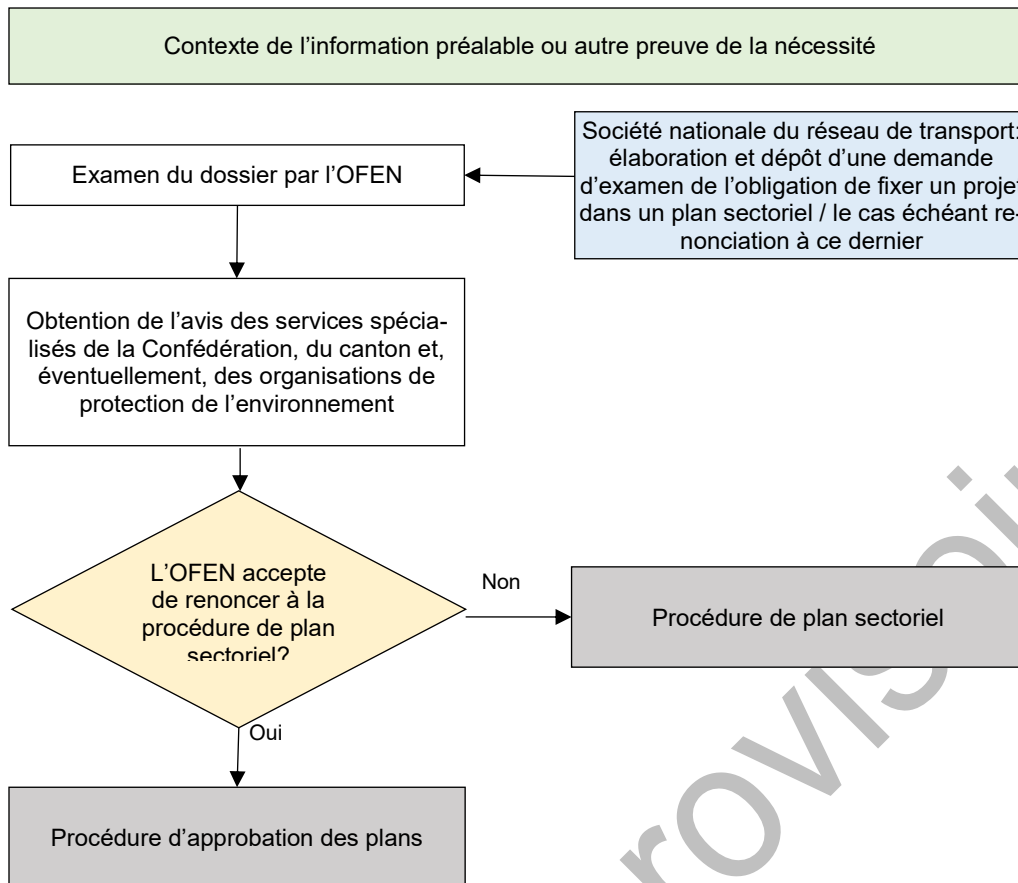 Contexte de l’information préalable ou autre preuve de la nécessité
Société nationale du réseau de transport:
élaboration et dépôt d’une demande
d’examen de l’obligation de fixer un projet
dans un plan sectoriel / le cas échéant re-
nonciation à ce dernier
Examen du dossier par l’OFEN
Obtention de l’avis des services spécia-
lisés de la Confédération, du canton et,
éventuellement, des organisations de
protection de l’environnement
L’OFEN accepte
de renoncer à la
procédure de plan
sectoriel?
Non
Procédure de plan sectoriel
Oui
Procédure d’approbation des plans